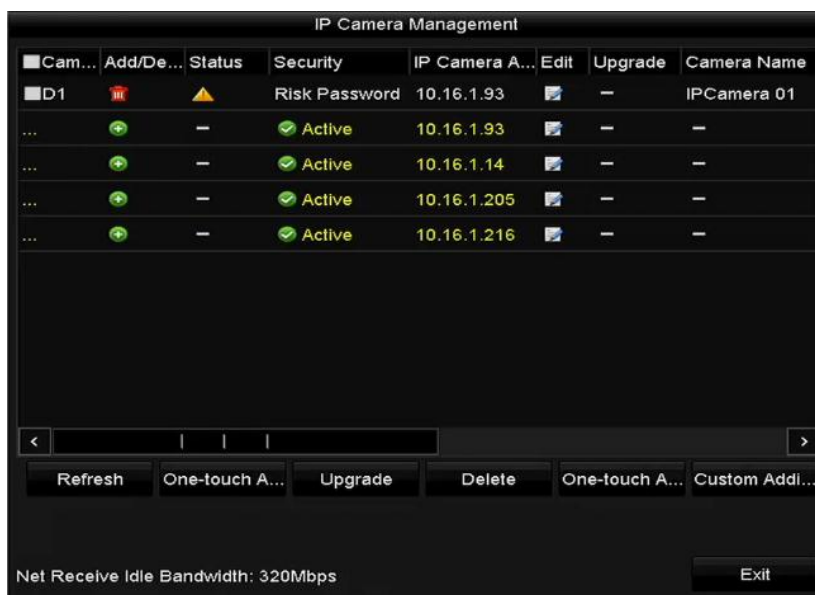 IP Camera Management
Cam... Add/De... Status Security IP Camera A... Edit Upgrade Camera Name
D1 Risk Password 10.16.1.93 — IPCamera 01
... — Active 10.16.1.93 — —
... — Active 10.16.1.14 — —
... — Active 10.16.1.205 — —
... — Active 10.16.1.216 — —
Refresh One-touch A... Upgrade Delete One-touch A... Custom Addi...
Net Receive Idle Bandwidth: 320Mbps Exit